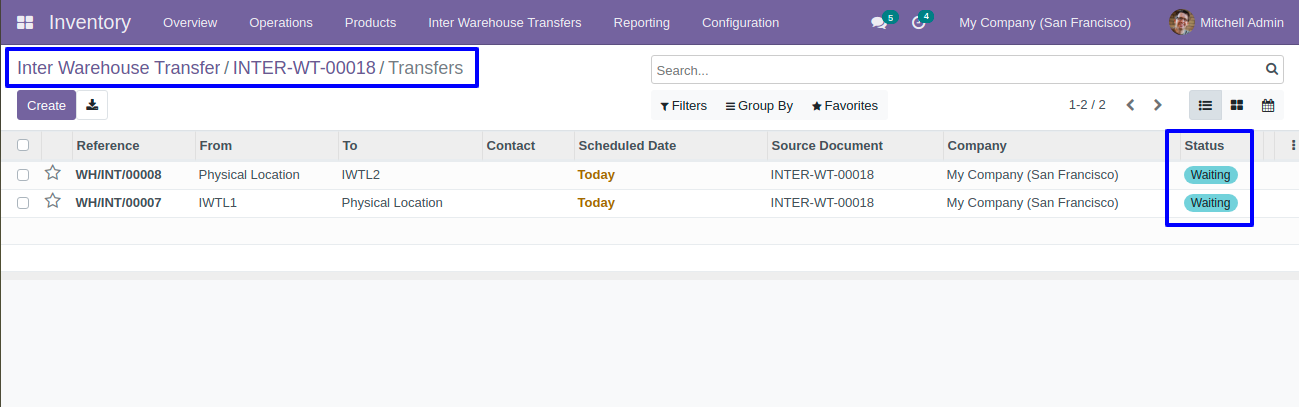 Inventory Overview Operations Products Inter Warehouse Transfers Reporting Configuration 5 4 My Company (San Francisco) Mitchell Admin
Inter Warehouse Transfer / INTER-WT-00018 / Transfers
Search...
Create
Filters Group By Favorites 1-2 / 2
Reference From To Contact Scheduled Date Source Document Company Status
WH/INT/00008 Physical Location IWTL2 Today INTER-WT-00018 My Company (San Francisco) Waiting
WH/INT/00007 IWTL1 Physical Location Today INTER-WT-00018 My Company (San Francisco) Waiting